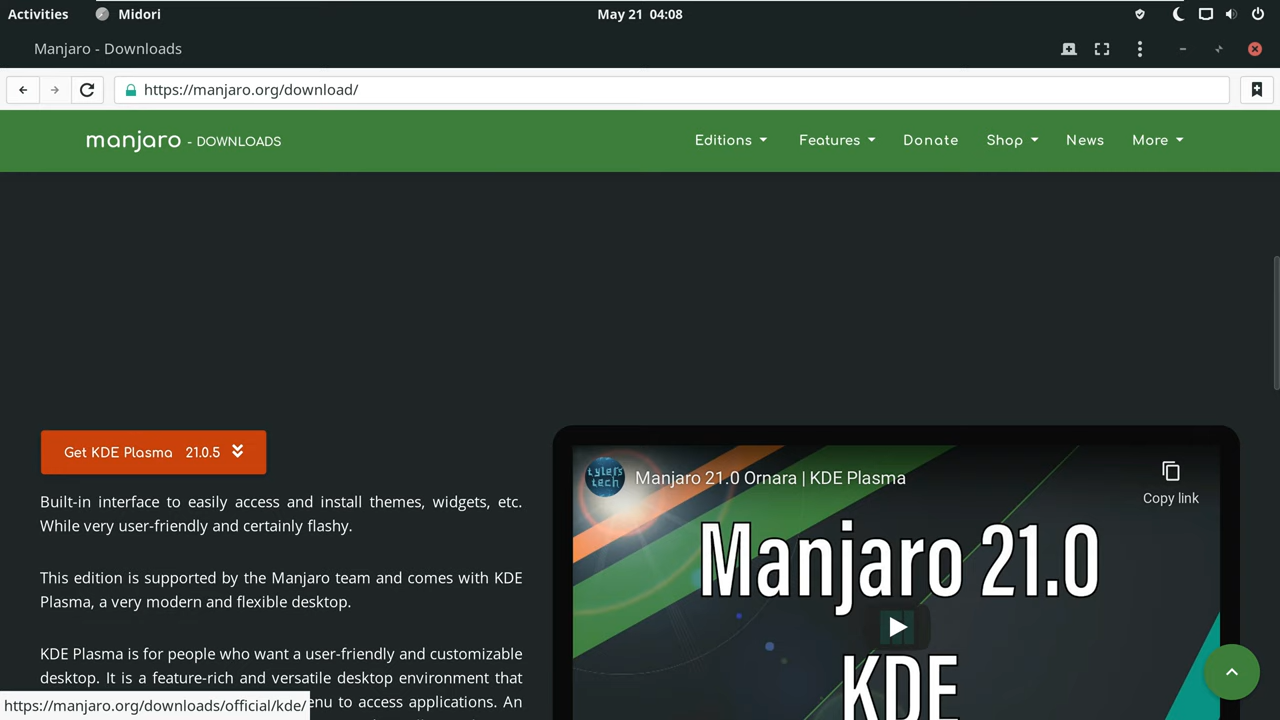 Activities Midori May 21 04:08
Manjaro - Downloads
https://manjaro.org/download/
manjaro - DOWNLOADS Editions Features Donate Shop News More
Get KDE Plasma 21.0.5
Built-in interface to easily access and install themes, widgets, etc.
While very user-friendly and certainly flashy.
This edition is supported by the Manjaro team and comes with KDE
Plasma, a very modern and flexible desktop.
KDE Plasma is for people who want a user-friendly and customizable
desktop. It is a feature-rich and versatile desktop environment that
enu to access applications. An
https://manjaro.org/downloads/official/kde/
tylers
tech
Manjaro 21.0 Ornara | KDE Plasma
Copy link
Manjaro 21.0
KDE